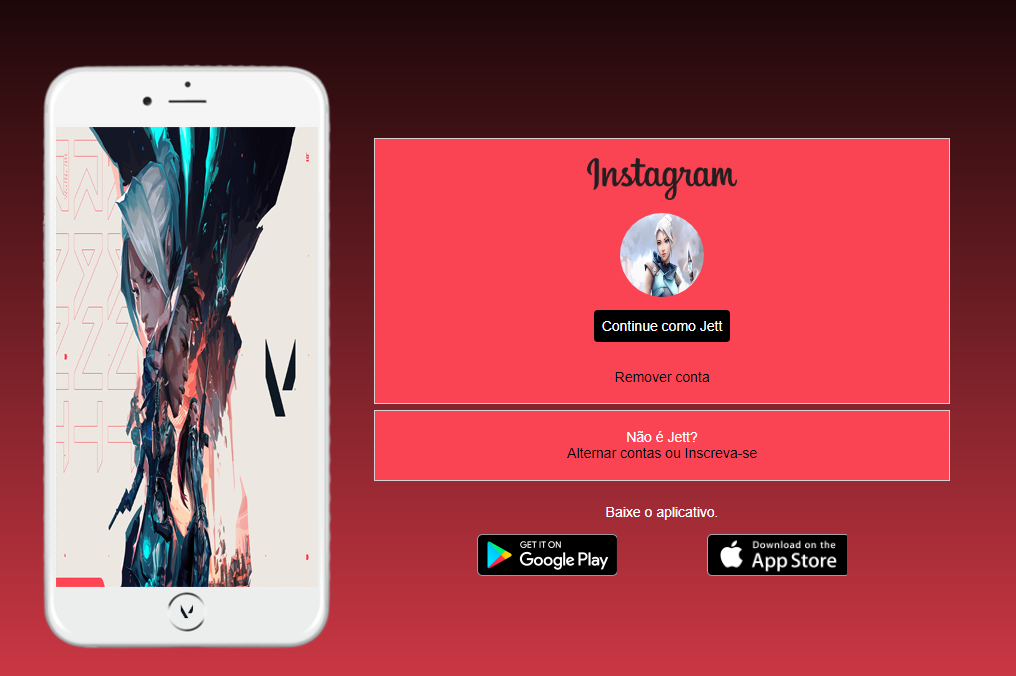 Instagram
Continue como Jett
Remover conta
Não é Jett?
Alternar contas ou Inscreva-se
Baixe o aplicativo.
GET IT ON
Google Play
Download on the
App Store